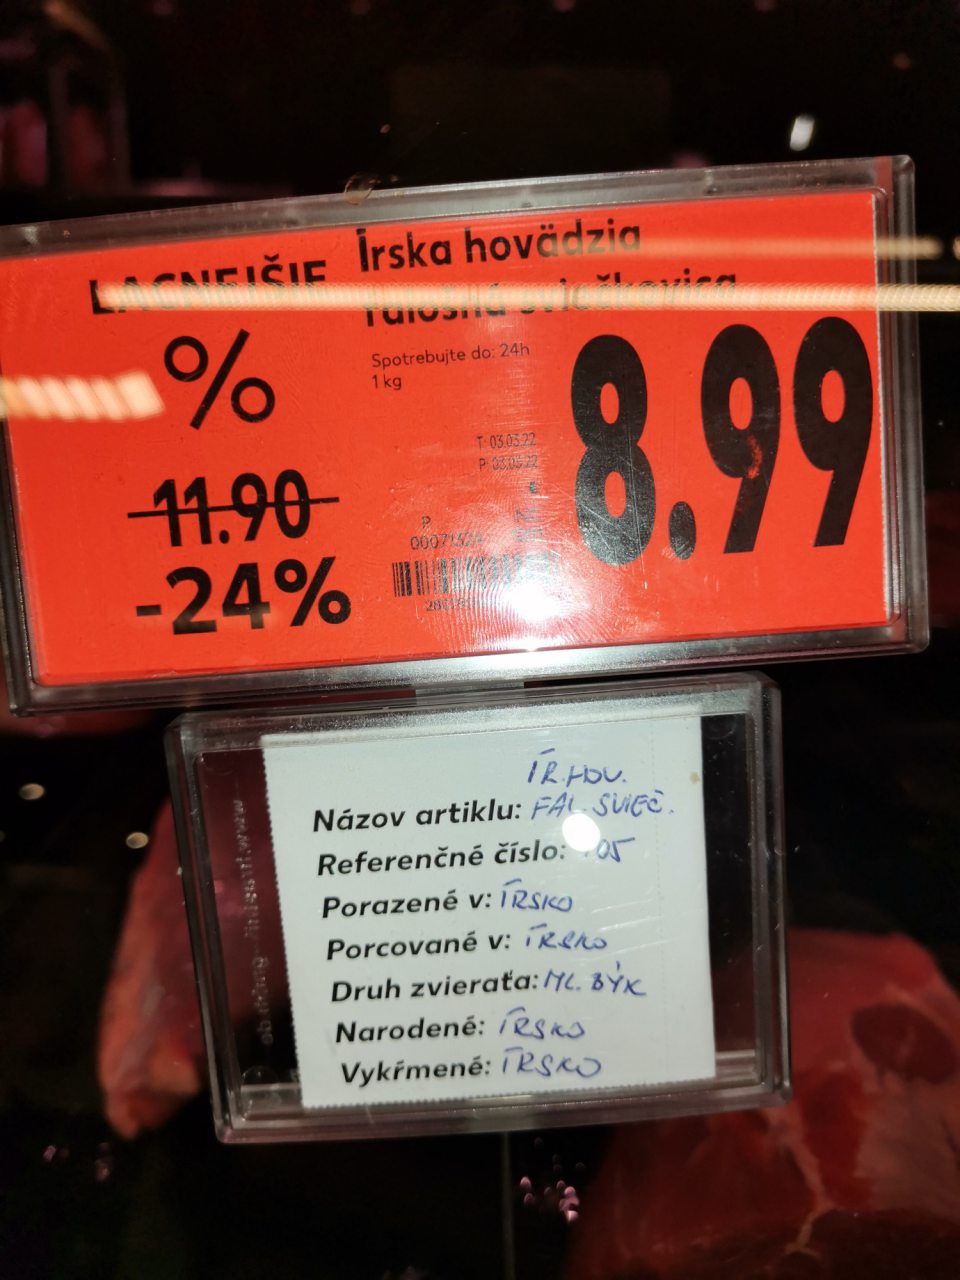 LACNEJŠIE
Írska hovädzia
falošná sviečkovica
%
Spotrebujte do: 24h
1 kg
8.99
T: 03.03.22
P: 03.03.22
11.90
-24%
P
ÍR. HOV.
Názov artiklu: FAL SVIEČ.
Referenčné číslo:
Porazené v: ÍRSKO
Porcované v: ÍRSKO
Druh zvieraťa: ML. BÝK
Narodené: ÍRSKO
Vykŕmené: ÍRSKO